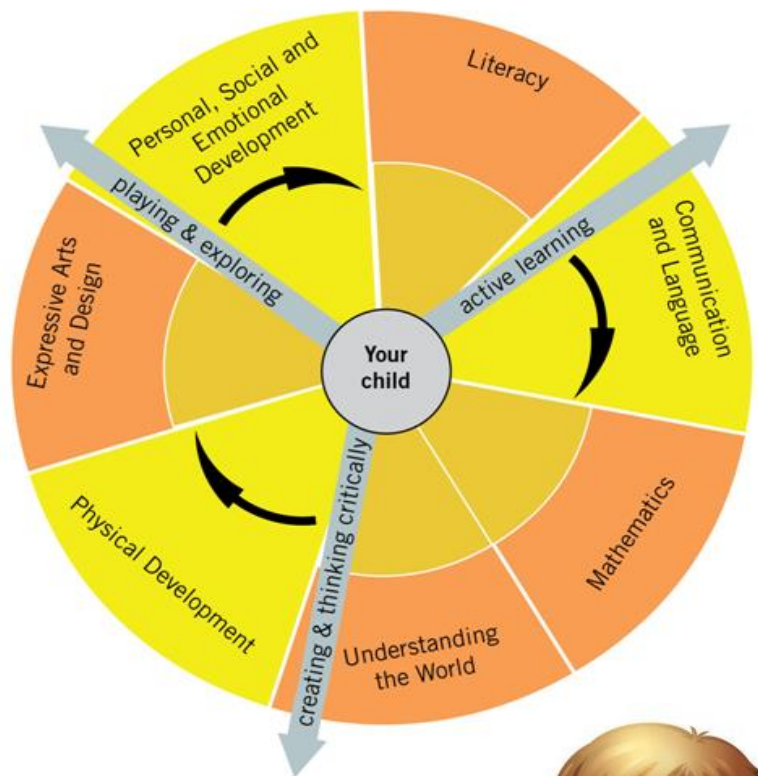 Personal, Social and
Emotional
Development
Literacy
Communication
and Language
Mathematics
Understanding
the World
Physical Development
Expressive Arts
and Design
playing & exploring
active learning
creating & thinking critically
Your
child